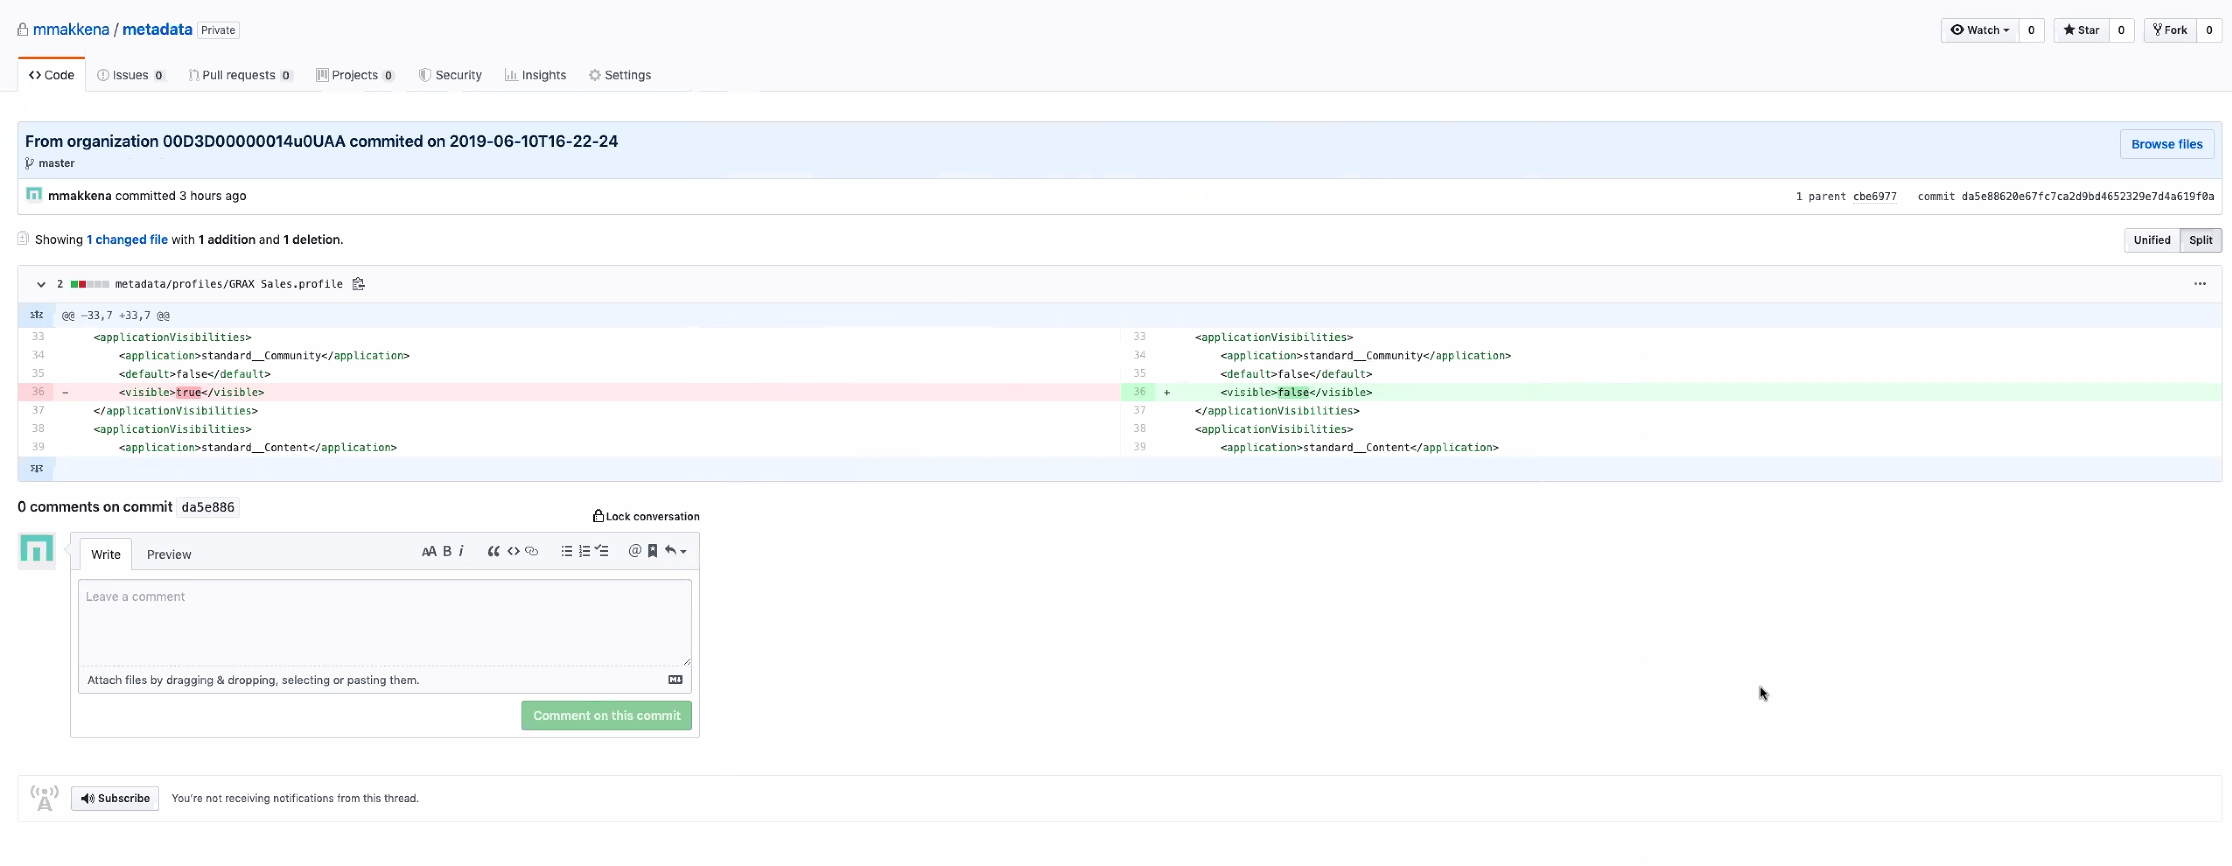 mmakkena / metadata Private
Watch 0 Star 0 Fork 0
Code Issues 0 Pull requests 0 Projects 0 Security Insights Settings
From organization 00D3D00000014u0UAA commited on 2019-06-10T16-22-24
Browse files
master
mmakkena committed 3 hours ago
1 parent cbe6977 commit da5e88620e67fc7ca2d9bd4652329e7d4a619f0a
Showing 1 changed file with 1 addition and 1 deletion.
Unified Split
2 metadata/profiles/GRAX Sales.profile
@@ -33,7 +33,7 @@
33 <applicationVisibilities>
34 <application>standard__Community</application>
35 <default>false</default>
36 - <visible>true</visible>
37 </applicationVisibilities>
38 <applicationVisibilities>
39 <application>standard__Content</application>
33 <applicationVisibilities>
34 <application>standard__Community</application>
35 <default>false</default>
36 + <visible>false</visible>
37 </applicationVisibilities>
38 <applicationVisibilities>
39 <application>standard__Content</application>
0 comments on commit da5e886
Lock conversation
Write Preview
AA B i
Leave a comment
Attach files by dragging & dropping, selecting or pasting them.
Comment on this commit
Subscribe You're not receiving notifications from this thread.